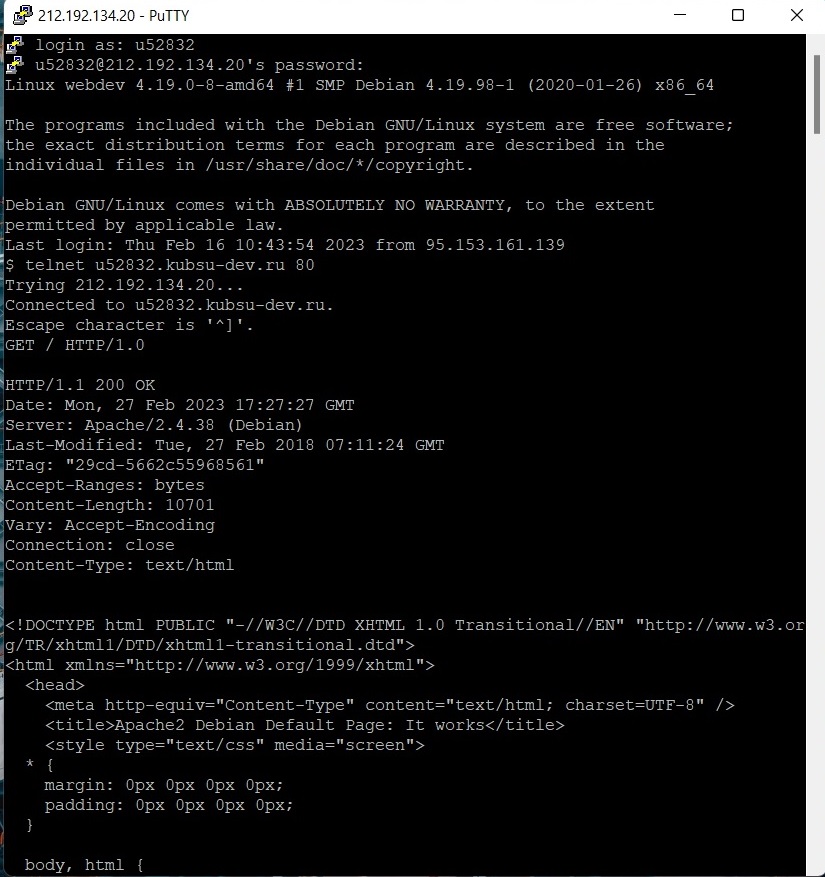 212.192.134.20 - PuTTY
login as: u52832
u52832@212.192.134.20's password:
Linux webdev 4.19.0-8-amd64 #1 SMP Debian 4.19.98-1 (2020-01-26) x86_64
The programs included with the Debian GNU/Linux system are free software;
the exact distribution terms for each program are described in the
individual files in /usr/share/doc/*/copyright.
Debian GNU/Linux comes with ABSOLUTELY NO WARRANTY, to the extent
permitted by applicable law.
Last login: Thu Feb 16 10:43:54 2023 from 95.153.161.139
$ telnet u52832.kubsu-dev.ru 80
Trying 212.192.134.20...
Connected to u52832.kubsu-dev.ru.
Escape character is '^]'.
GET / HTTP/1.0
HTTP/1.1 200 OK
Date: Mon, 27 Feb 2023 17:27:27 GMT
Server: Apache/2.4.38 (Debian)
Last-Modified: Tue, 27 Feb 2018 07:11:24 GMT
ETag: "29cd-5662c55968561"
Accept-Ranges: bytes
Content-Length: 10701
Vary: Accept-Encoding
Connection: close
Content-Type: text/html
<!DOCTYPE html PUBLIC "-//W3C//DTD XHTML 1.0 Transitional//EN" "http://www.w3.or
g/TR/xhtml1/DTD/xhtml1-transitional.dtd">
<html xmlns="http://www.w3.org/1999/xhtml">
<head>
<meta http-equiv="Content-Type" content="text/html; charset=UTF-8" />
<title>Apache2 Debian Default Page: It works</title>
<style type="text/css" media="screen">
* {
margin: 0px 0px 0px 0px;
padding: 0px 0px 0px 0px;
}
body, html {